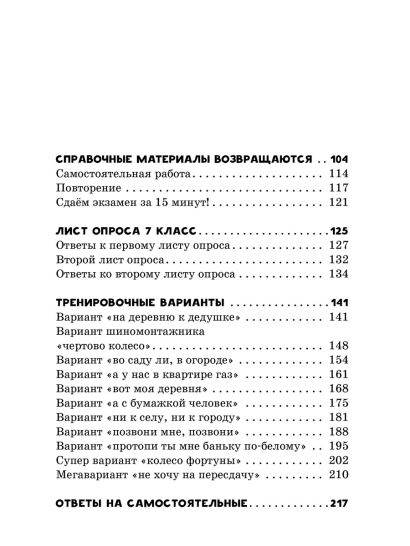 СПРАВОЧНЫЕ МАТЕРИАЛЫ ВОЗВРАЩАЮТСЯ .. 104
Самостоятельная работа.................... 114
Повторение .............................. 117
Сдаём экзамен за 15 минут!................. 121
ЛИСТ ОПРОСА 7 КЛАСС....................125
Ответы к первому листу опроса.............. 127
Второй лист опроса........................ 132
Ответы ко второму листу опроса ............. 134
ТРЕНИРОВОЧНЫЕ ВАРИАНТЫ ................141
Вариант «на деревню к дедушке» ............ 141
Вариант шиномонтажника
«чертово колесо».......................... 148
Вариант «во саду ли, в огороде» ............. 154
Вариант «а у нас в квартире газ» ............. 161
Вариант «вот моя деревня» ................. 168
Вариант «а с бумажкой человек» ............ 175
Вариант «ни к селу, ни к городу» ............ 181
Вариант «позвони мне, позвони» ............ 188
Вариант «протопи ты мне баньку по-белому» .. 195
Супер вариант «колесо фортуны» ........... 202
Мегавариант «не хочу на пересдачу» ......... 210
ОТВЕТЫ НА САМОСТОЯТЕЛЬНЫЕ.............217